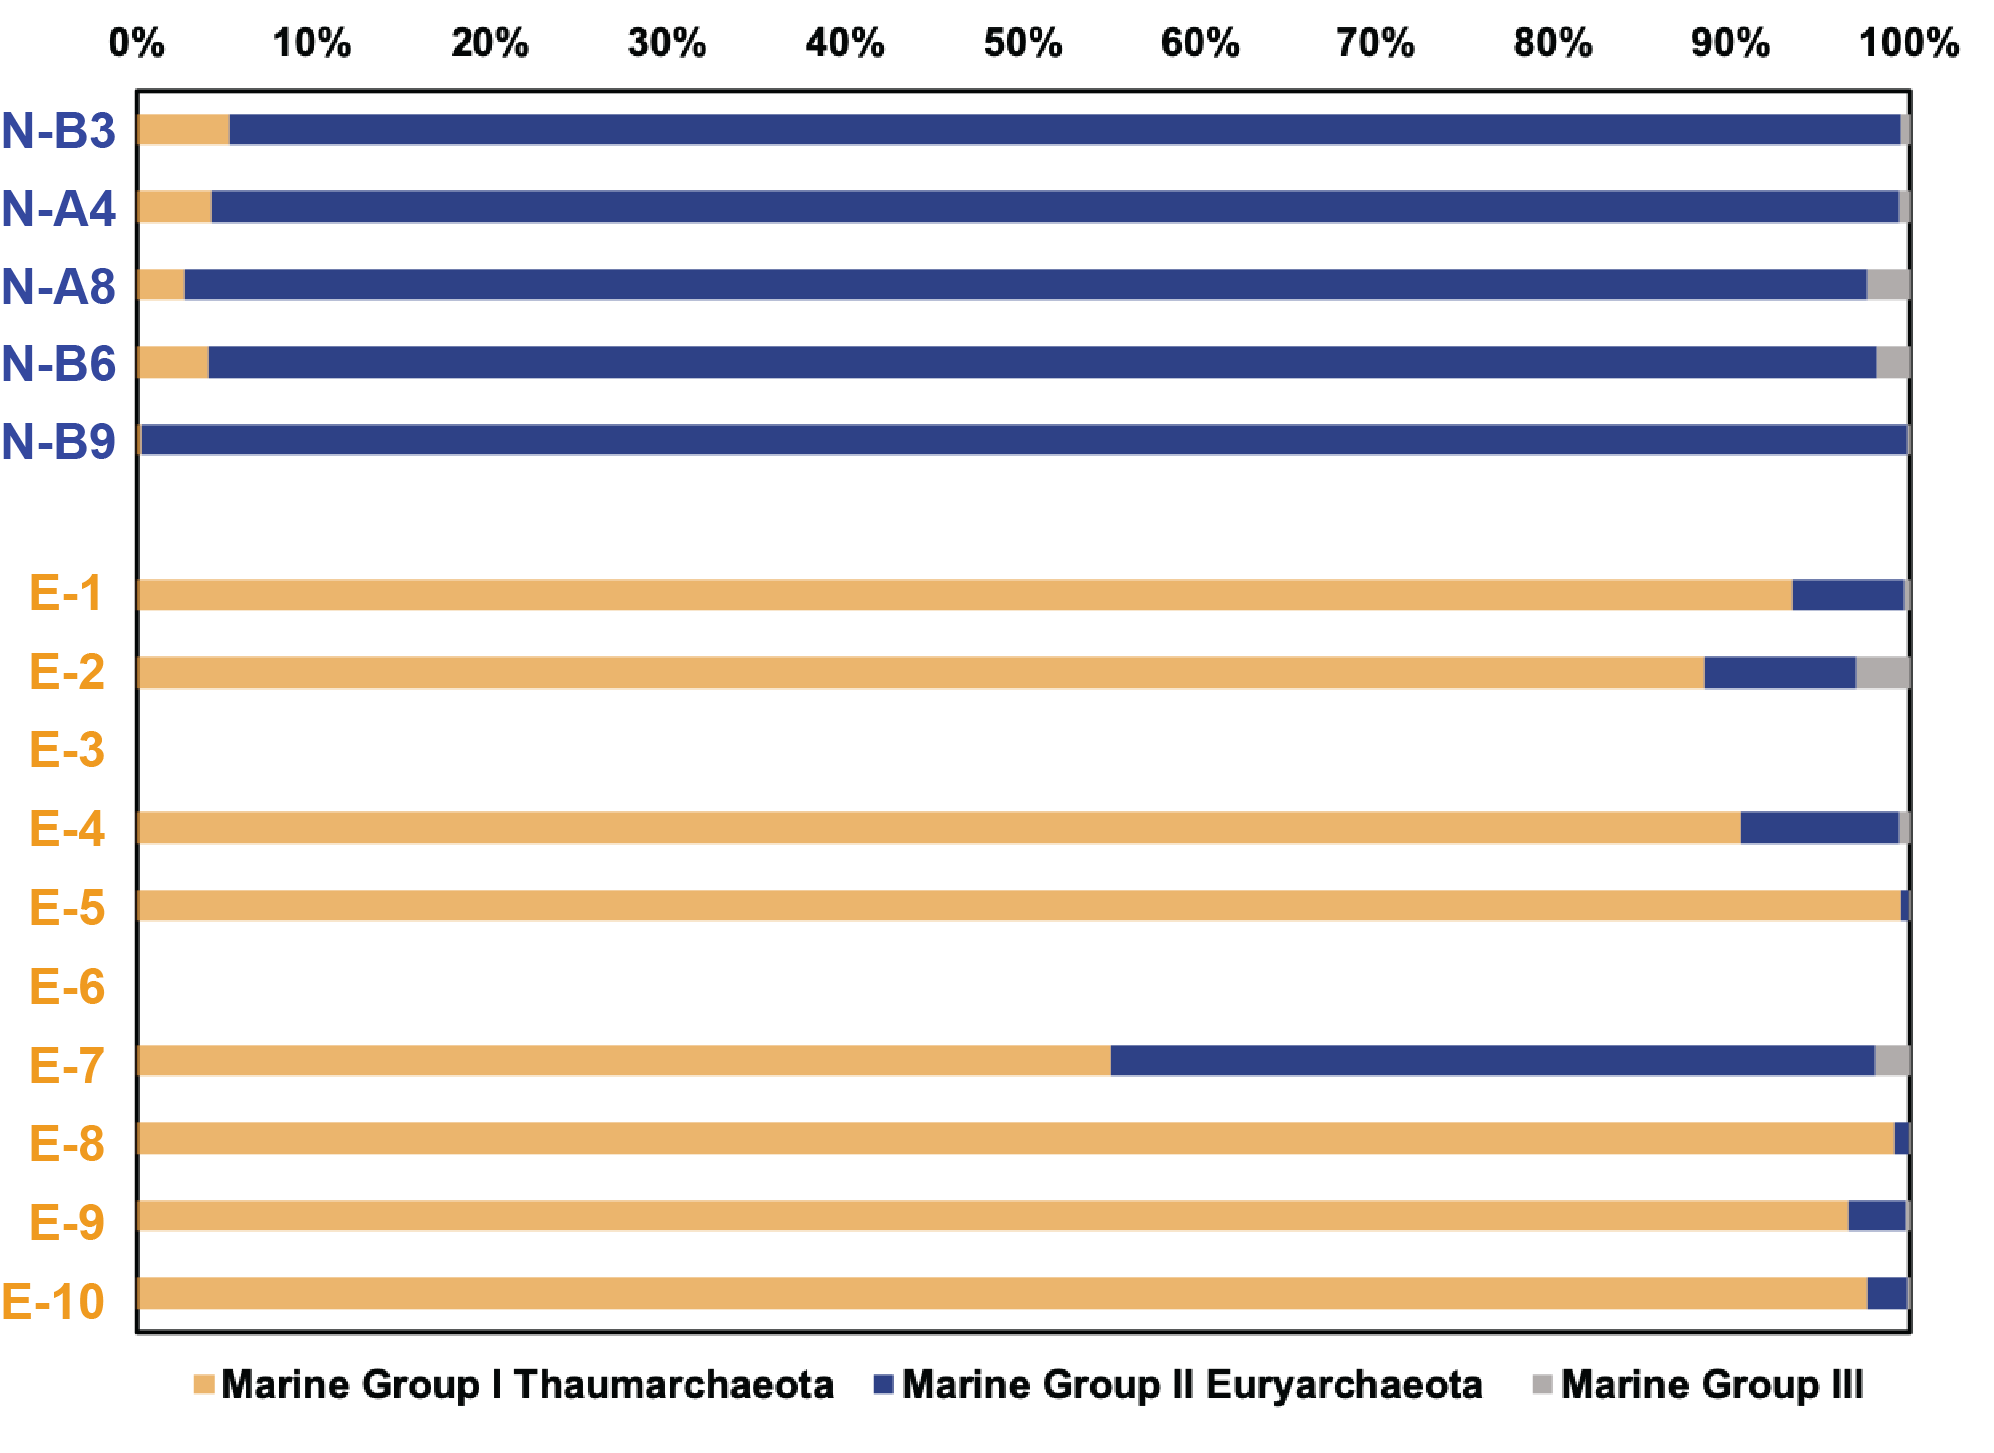 0% 10% 20% 30% 40% 50% 60% 70% 80% 90% 100%
N-B3
N-A4
N-A8
N-B6
N-B9
E-1
E-2
E-3
E-4
E-5
E-6
E-7
E-8
E-9
E-10
Marine Group I Thaumarchaeota Marine Group II Euryarchaeota Marine Group III